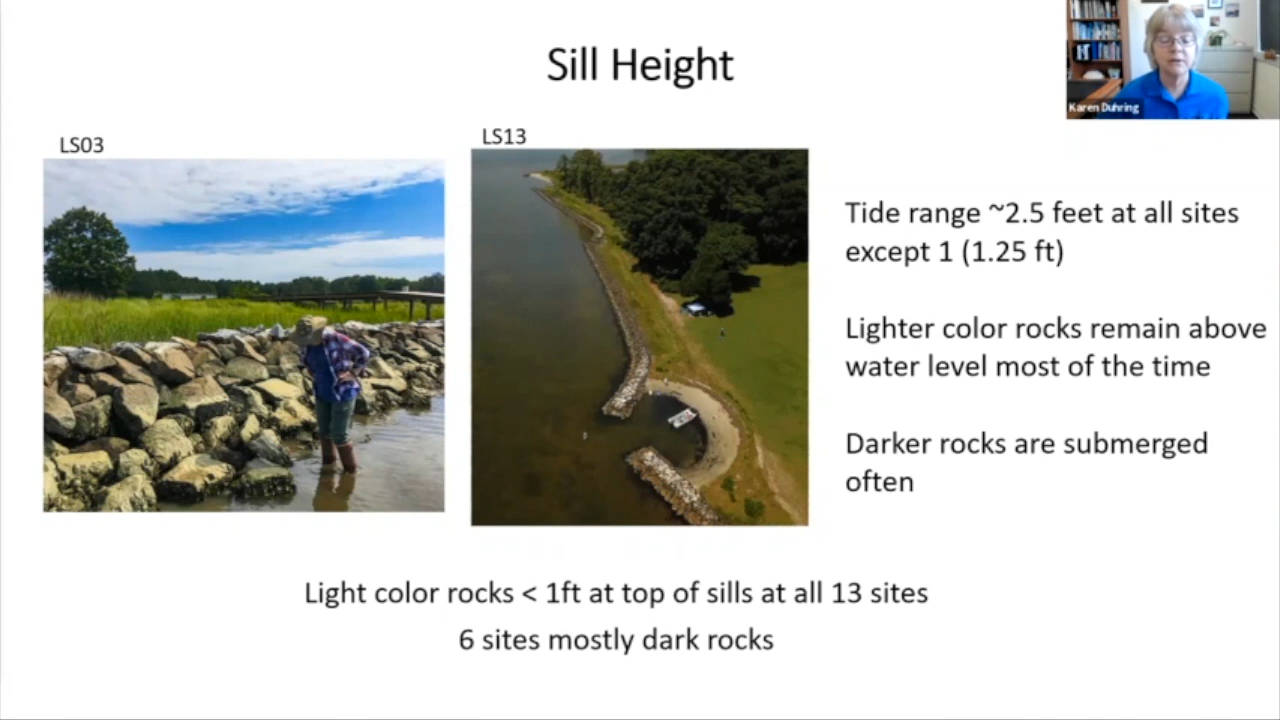 Sill Height
Karen Duhring
LS03
LS13
Tide range ~2.5 feet at all sites
except 1 (1.25 ft)
Lighter color rocks remain above
water level most of the time
Darker rocks are submerged
often
Light color rocks < 1ft at top of sills at all 13 sites
6 sites mostly dark rocks